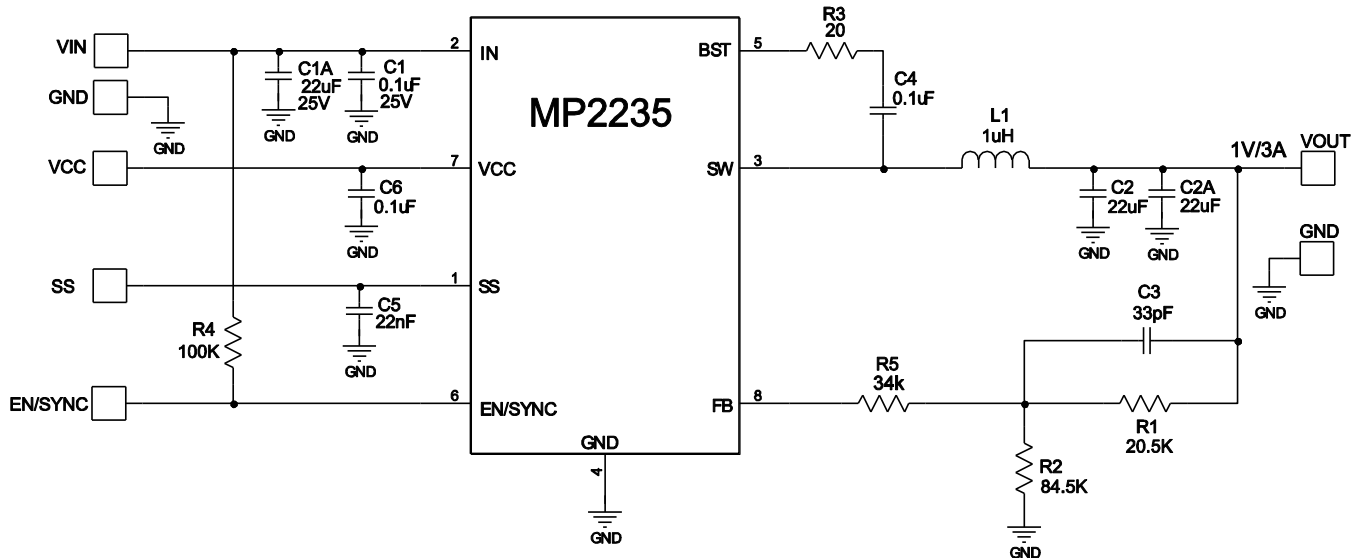 VIN
GND
GND
VCC
SS
EN/SYNC
R4
100K
C1A
22uF
25V
GND
C1
0.1uF
25V
GND
C6
0.1uF
GND
C5
22nF
GND
2
IN
7
VCC
1
SS
6
EN/SYNC
MP2235
GND
4
GND
BST
5
SW
3
FB
8
R3
20
C4
0.1uF
L1
1uH
C2
22uF
GND
C2A
22uF
GND
1V/3A
VOUT
GND
GND
C3
33pF
R5
34k
R1
20.5K
R2
84.5K
GND